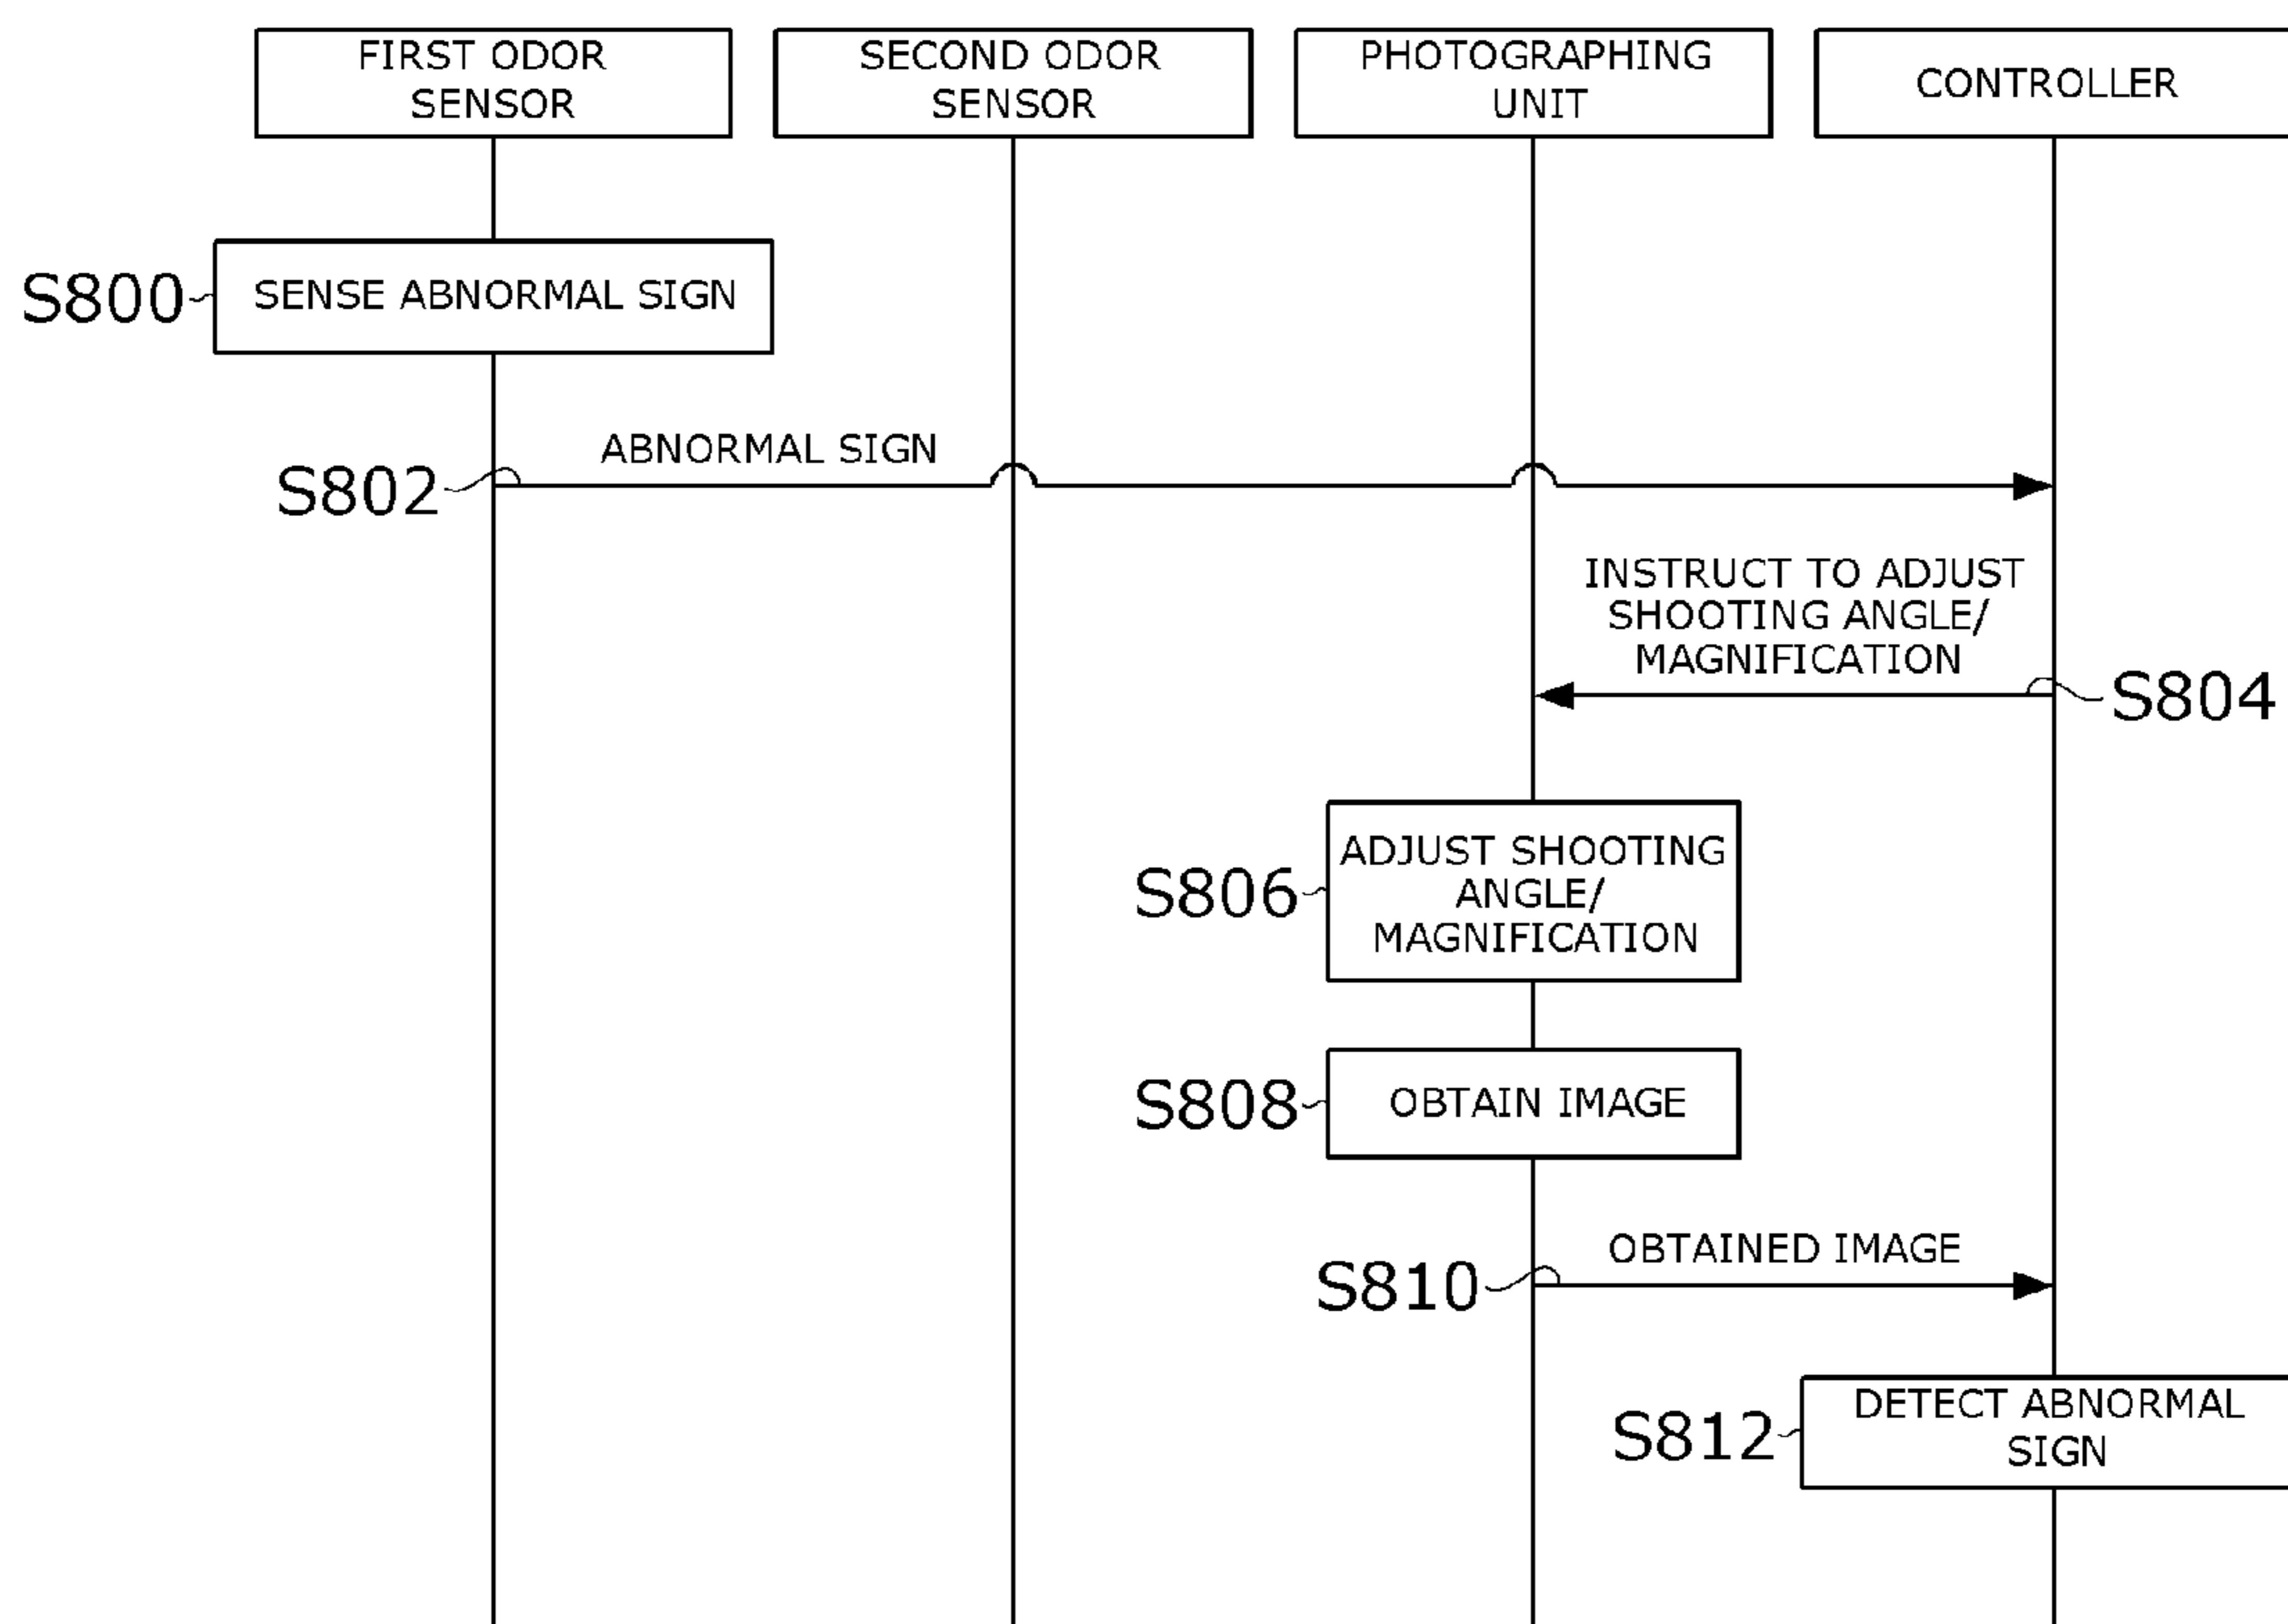 FIRST ODOR
SENSOR
SECOND ODOR
SENSOR
PHOTOGRAPHING
UNIT
CONTROLLER
S800
SENSE ABNORMAL SIGN
ABNORMAL SIGN
S802
INSTRUCT TO ADJUST
SHOOTING ANGLE/
MAGNIFICATION
S804
S806
ADJUST SHOOTING
ANGLE/
MAGNIFICATION
S808
OBTAIN IMAGE
OBTAINED IMAGE
S810
S812
DETECT ABNORMAL
SIGN